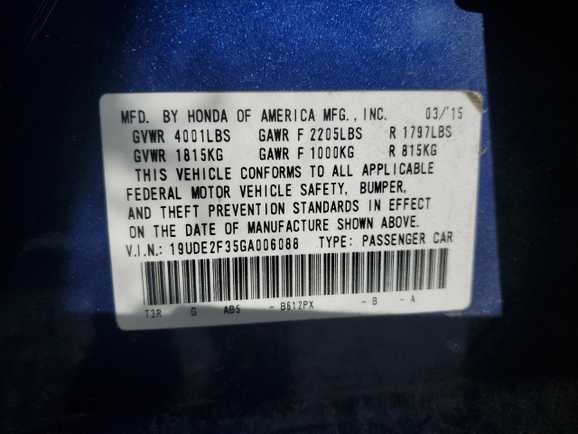 MFD. BY HONDA OF AMERICA MFG., INC. 03/'15
GVWR 4001LBS GAWR F 2205LBS R 1797LBS
GVWR 1815KG GAWR F 1000KG R 815KG
THIS VEHICLE CONFORMS TO ALL APPLICABLE
FEDERAL MOTOR VEHICLE SAFETY, BUMPER,
AND THEFT PREVENTION STANDARDS IN EFFECT
ON THE DATE OF MANUFACTURE SHOWN ABOVE.
V.I.N.: 19UDE2F35GA006088 TYPE: PASSENGER CAR
T3R G AB5 - B612PX - B - A